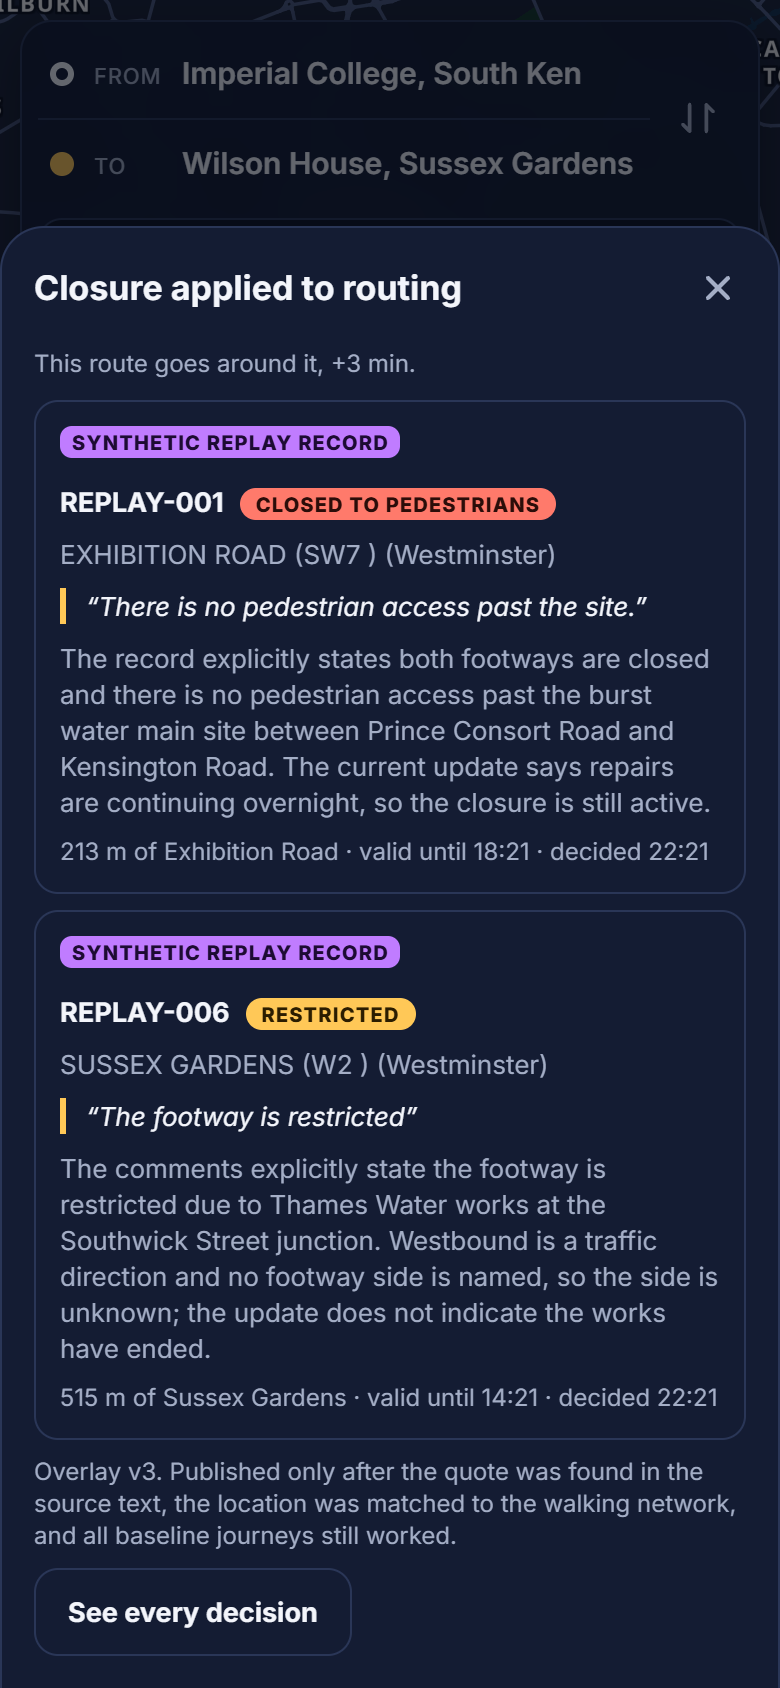 LBURN
FROM Imperial College, South Ken
TO Wilson House, Sussex Gardens
Closure applied to routing
This route goes around it, +3 min.
SYNTHETIC REPLAY RECORD
REPLAY-001 CLOSED TO PEDESTRIANS
EXHIBITION ROAD (SW7 ) (Westminster)
“There is no pedestrian access past the site.”
The record explicitly states both footways are closed
and there is no pedestrian access past the burst
water main site between Prince Consort Road and
Kensington Road. The current update says repairs
are continuing overnight, so the closure is still active.
213 m of Exhibition Road · valid until 18:21 · decided 22:21
SYNTHETIC REPLAY RECORD
REPLAY-006 RESTRICTED
SUSSEX GARDENS (W2 ) (Westminster)
“The footway is restricted”
The comments explicitly state the footway is
restricted due to Thames Water works at the
Southwick Street junction. Westbound is a traffic
direction and no footway side is named, so the side is
unknown; the update does not indicate the works
have ended.
515 m of Sussex Gardens · valid until 14:21 · decided 22:21
Overlay v3. Published only after the quote was found in the
source text, the location was matched to the walking network,
and all baseline journeys still worked.
See every decision